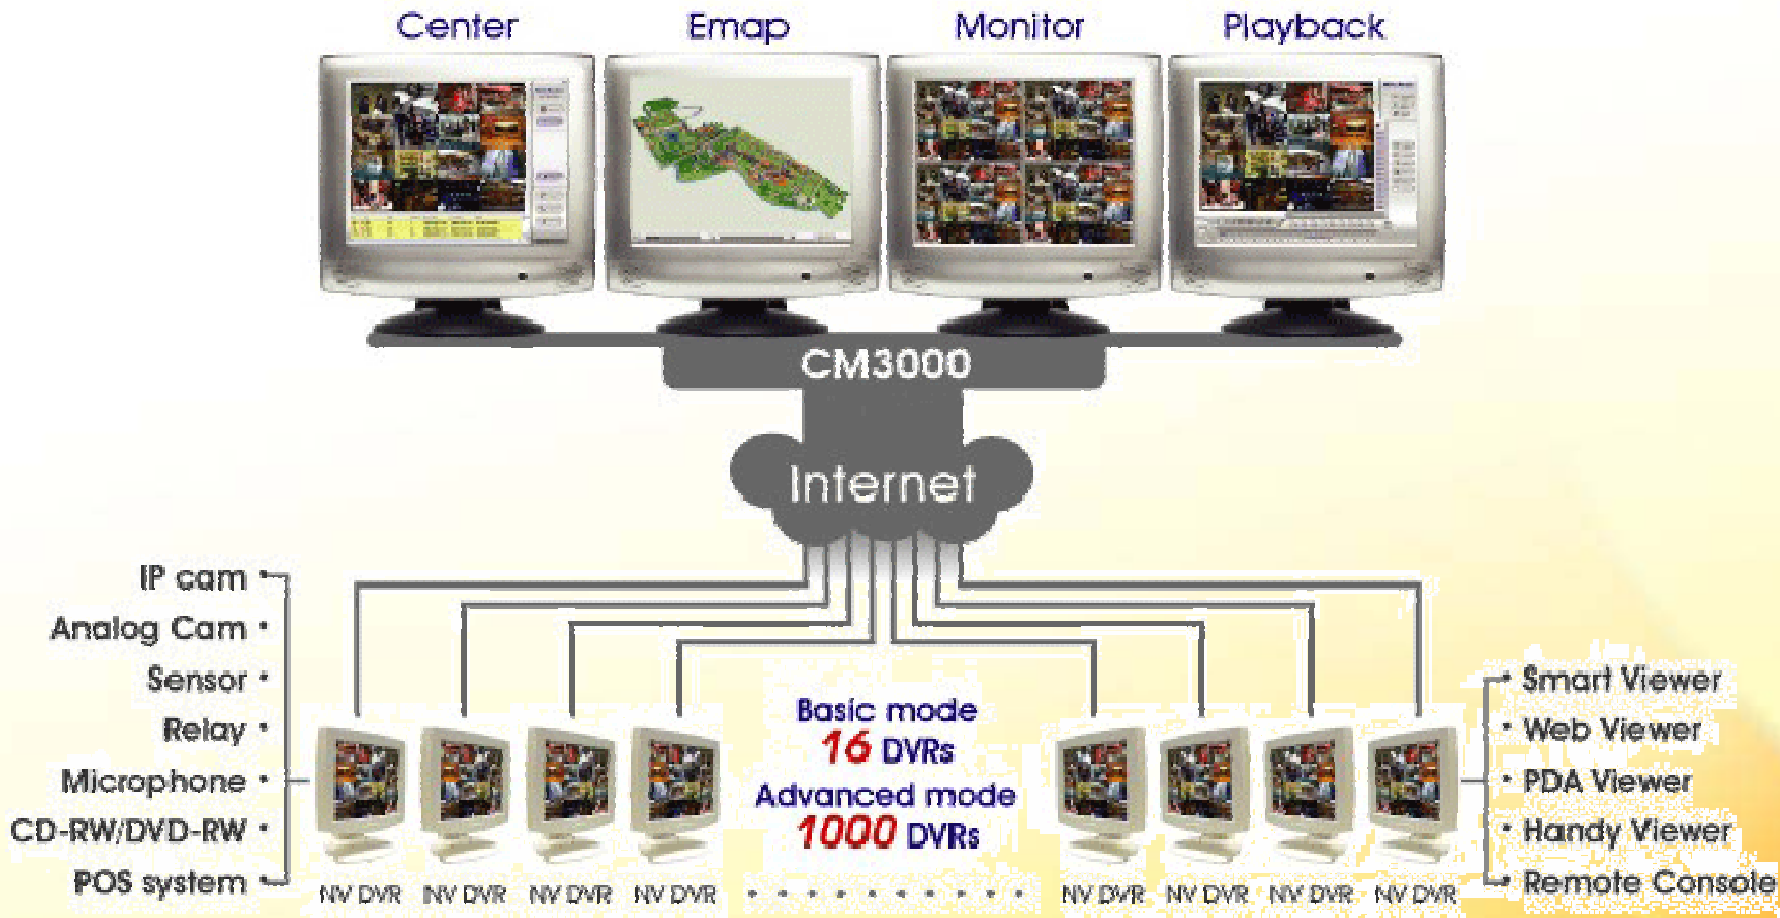 Center
Emap
Monitor
Playback
CM3000
Internet
IP cam
Analog Cam
Sensor
Relay
Microphone
CD-RW/DVD-RW
POS system
Basic mode
16 DVRs
Advanced mode
1000 DVRs
Smart Viewer
Web Viewer
PDA Viewer
Handy Viewer
Remote Console
NV DVR
NV DVR
NV DVR
NV DVR
NV DVR
NV DVR
NV DVR
NV DVR